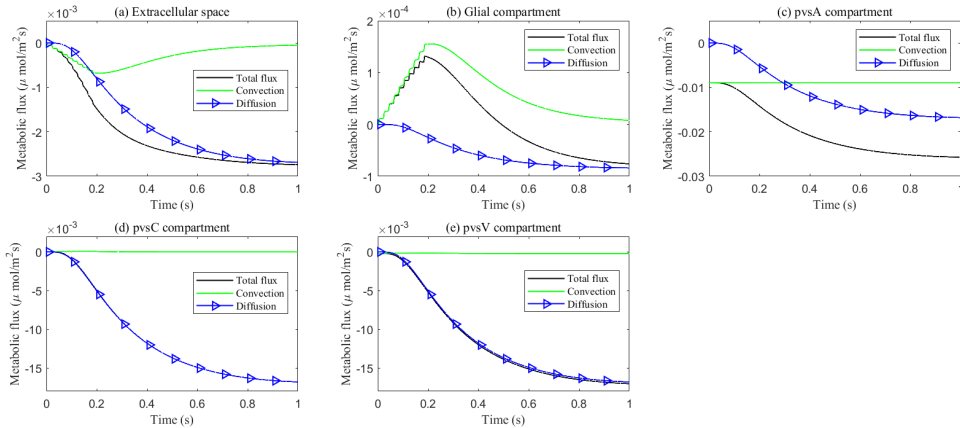 (a) Extracellular space
×10⁻³
Metabolic flux (μ mol/m²s)
0
-1
-2
-3
Total flux
Convection
Diffusion
0 0.2 0.4 0.6 0.8 1
Time (s)
(b) Glial compartment
×10⁻⁴
Metabolic flux (μ mol/m²s)
2
1
0
-1
Total flux
Convection
Diffusion
0 0.2 0.4 0.6 0.8 1
Time (s)
(c) pvsA compartment
Metabolic flux (μ mol/m²s)
0
-0.01
-0.02
-0.03
Total flux
Convection
Diffusion
0 0.2 0.4 0.6 0.8 1
Time (s)
(d) pvsC compartment
×10⁻³
Metabolic flux (μ mol/m²s)
0
-5
-10
-15
Total flux
Convection
Diffusion
0 0.2 0.4 0.6 0.8 1
Time (s)
(e) pvsV compartment
×10⁻³
Metabolic flux (μ mol/m²s)
0
-5
-10
-15
Total flux
Convection
Diffusion
0 0.2 0.4 0.6 0.8 1
Time (s)